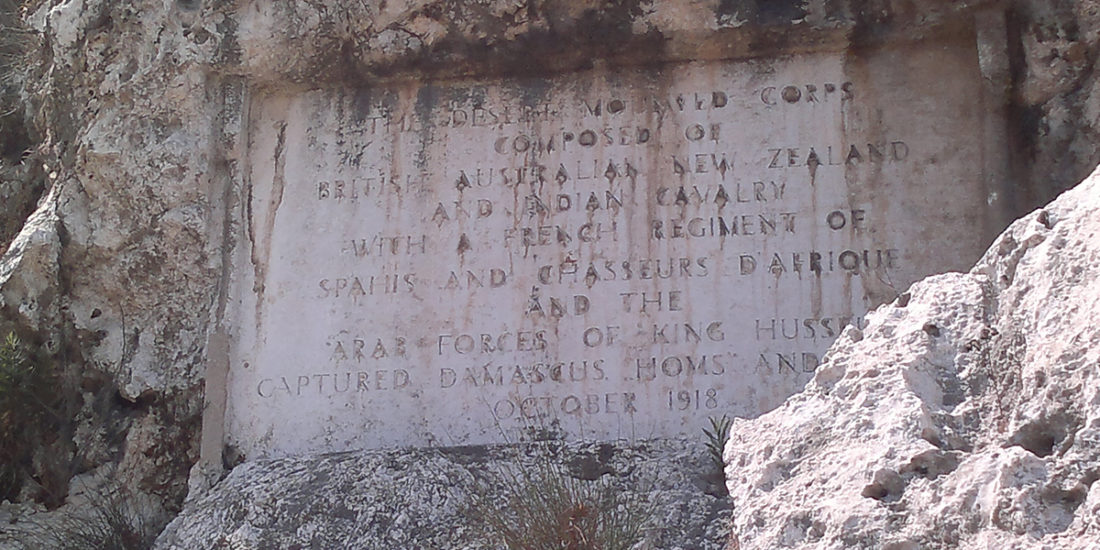 THE DESERT MOUNTED CORPS
COMPOSED OF
BRITISH AUSTRALIAN NEW ZEALAND
AND INDIAN CAVALRY
WITH A FRENCH REGIMENT OF
SPAHIS AND CHASSEURS D'AFRIQUE
AND THE
ARAB FORCES OF KING HUSSE
CAPTURED DAMASCUS HOMS AND
OCTOBER 1918